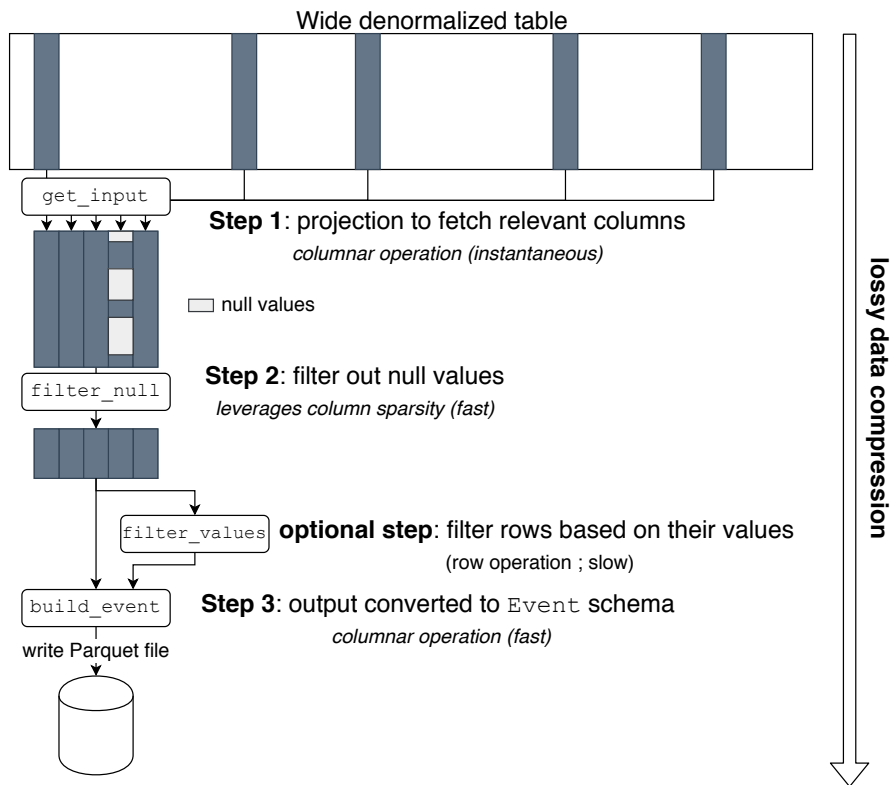 Wide denormalized table
get_input
Step 1: projection to fetch relevant columns
columnar operation (instantaneous)
null values
filter_null
Step 2: filter out null values
leverages column sparsity (fast)
filter_values
optional step: filter rows based on their values
(row operation ; slow)
build_event
Step 3: output converted to Event schema
columnar operation (fast)
write Parquet file
lossy data compression